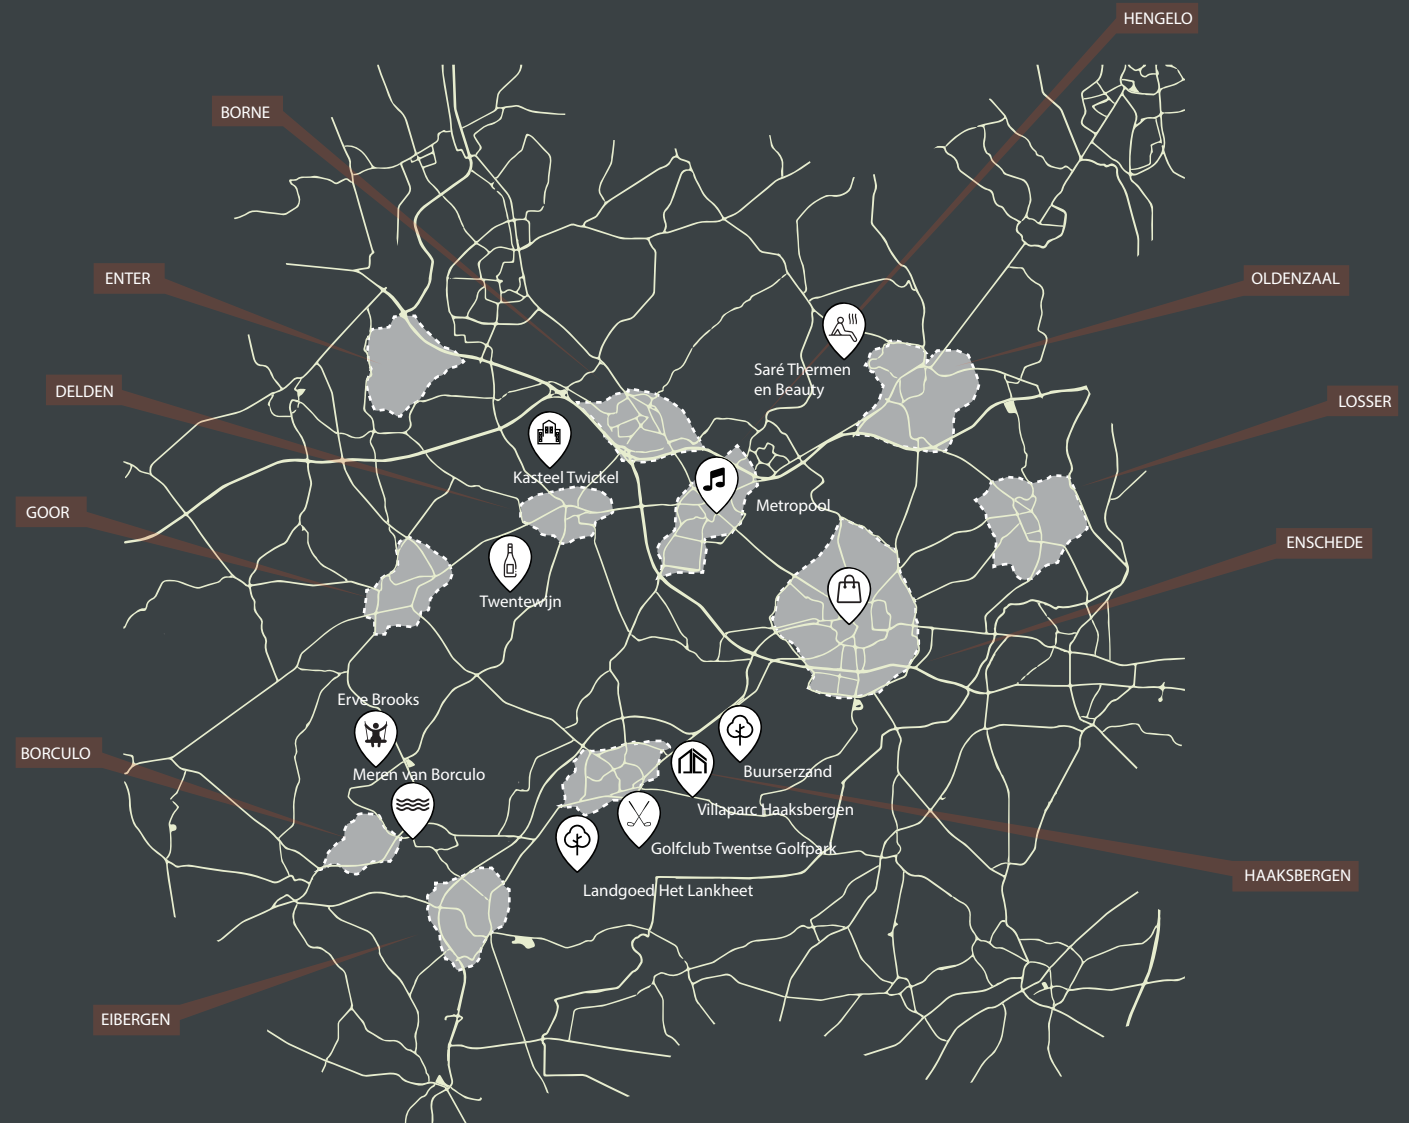 HENGELO
BORNE
ENTER
OLDENZAAL
Saré Thermen
en Beauty
DELDEN
LOSSER
Kasteel Twickel
Metropool
GOOR
ENSCHEDE
Twentewijn
Erve Brooks
BORCULO
Meren van Borculo
Buurserzand
Villaparc Haaksbergen
Golfclub Twentse Golfpark
HAAKSBERGEN
Landgoed Het Lankheet
EIBERGEN